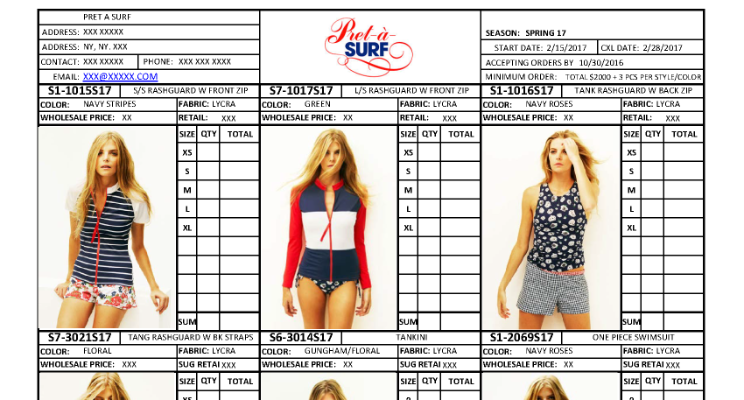 PRET A SURF
ADDRESS: XXX XXXXX
ADDRESS: NY, NY. XXX
CONTACT: XXX XXXXX PHONE: XXX XXX XXXX
EMAIL: XXX@XXXXX.COM
Pret-à-
SURF
SEASON: SPRING 17
START DATE: 2/15/2017 CXL DATE: 2/28/2017
ACCEPTING ORDERS BY 10/30/2016
MINIMUM ORDER: TOTAL $2000 + 3 PCS PER STYLE/COLOR
S1-1015S17 S/S RASHGUARD W FRONT ZIP
COLOR: NAVY STRIPES FABRIC: LYCRA
WHOLESALE PRICE: XX RETAIL: XXX
SIZE QTY TOTAL
XS
S
M
L
XL
SUM
S7-1017S17 L/S RASHGUARD W FRONT ZIP
COLOR: GREEN FABRIC: LYCRA
WHOLESALE PRICE: XX RETAIL: XXX
SIZE QTY TOTAL
XS
S
M
L
XL
SUM
S1-1016S17 TANK RASHGUARD W BACK ZIP
COLOR: NAVY ROSES FABRIC: LYCRA
WHOLESALE PRICE: XX RETAIL: XXX
SIZE QTY TOTAL
XS
S
M
L
XL
SUM
S7-3021S17 TANG RASHGUARD W BK STRAPS
COLOR: FLORAL FABRIC: LYCRA
WHOLESALE PRICE: XXX SUG RETAI XXX
SIZE QTY TOTAL
XS
S6-3014S17 TANKINI
COLOR: GUNGHAM/FLORAL FABRIC: LYCRA
WHOLESALE PRICE: XX SUG RETAI XXX
SIZE QTY TOTAL
S1-2069S17 ONE PIECE SWIMSUIT
COLOR: NAVY ROSES FABRIC: LYCRA
WHOLESALE PRICE: XX SUG RETAI XXX
SIZE QTY TOTAL